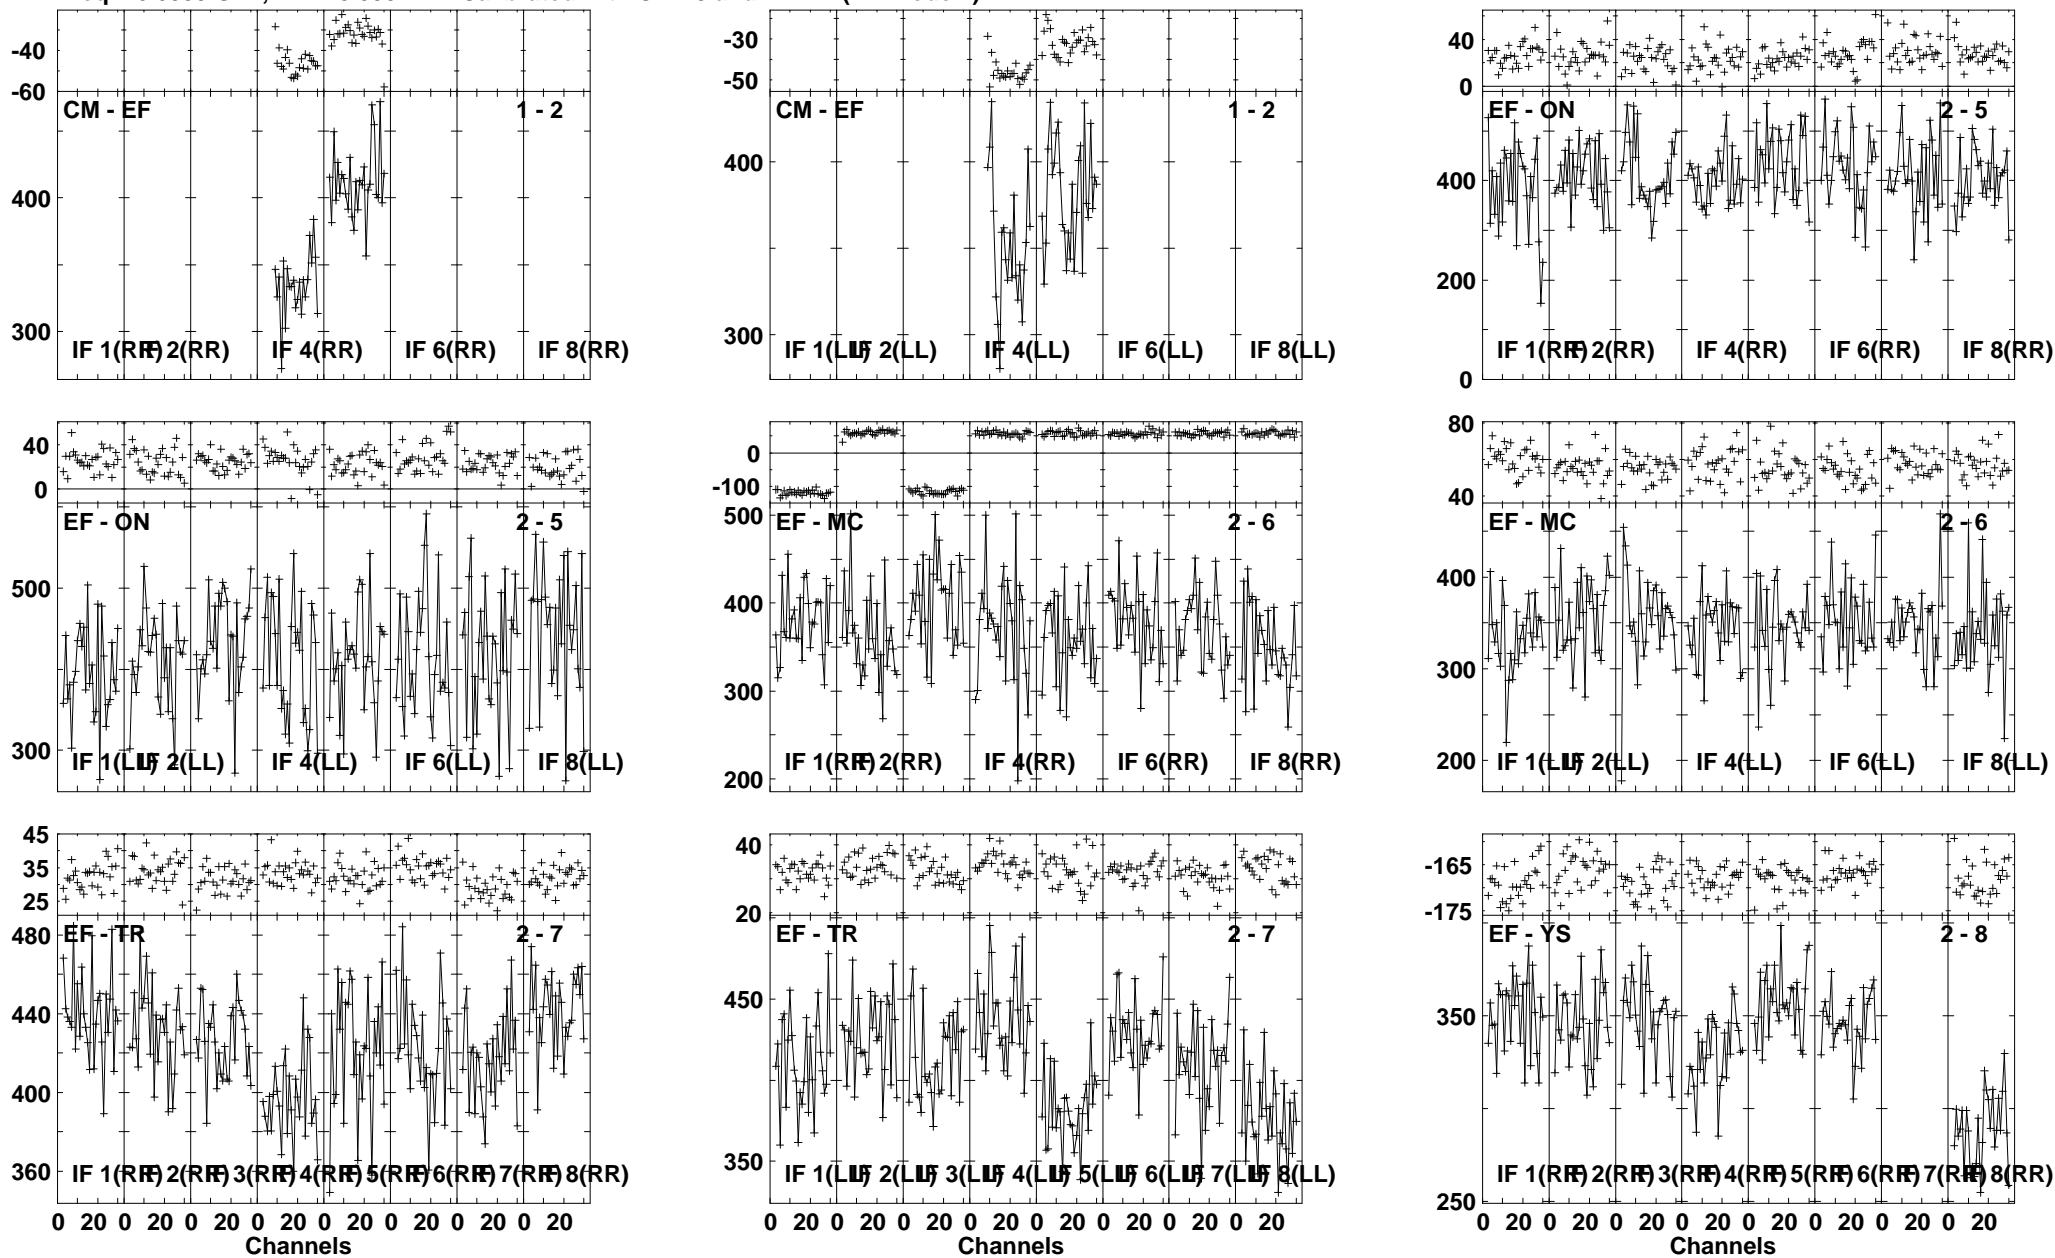 -40
-60
CM - EF 1 - 2
400
300
IF 1(RR) IF 2(RR) IF 4(RR) IF 6(RR) IF 8(RR)
-30
-50
CM - EF 1 - 2
400
300
IF 1(LL) IF 2(LL) IF 4(LL) IF 6(LL) IF 8(LL)
40
0
EF - ON 2 - 5
400
200
0
IF 1(RR) IF 2(RR) IF 4(RR) IF 6(RR) IF 8(RR)
40
0
EF - ON 2 - 5
500
300
IF 1(LL) IF 2(LL) IF 4(LL) IF 6(LL) IF 8(LL)
0
-100
EF - MC 2 - 6
500
400
300
200
IF 1(RR) IF 2(RR) IF 4(RR) IF 6(RR) IF 8(RR)
80
40
EF - MC 2 - 6
400
300
200
IF 1(LL) IF 2(LL) IF 4(LL) IF 6(LL) IF 8(LL)
45
35
25
EF - TR 2 - 7
480
440
400
360
IF 1(RR) IF 2(RR) IF 3(RR) IF 4(RR) IF 5(RR) IF 6(RR) IF 7(RR) IF 8(RR)
0 20 0 20 0 20 0 20 0 20 0 20 0 20 0 20
Channels
40
20
EF - TR 2 - 7
450
350
IF 1(LL) IF 2(LL) IF 3(LL) IF 4(LL) IF 5(LL) IF 6(LL) IF 7(LL) IF 8(LL)
0 20 0 20 0 20 0 20 0 20 0 20 0 20 0 20
Channels
-165
-175
EF - YS 2 - 8
350
250
IF 1(RR) IF 2(RR) IF 3(RR) IF 4(RR) IF 5(RR) IF 6(RR) IF 7(RR) IF 8(RR)
0 20 0 20 0 20 0 20 0 20 0 20 0 20 0 20
Channels